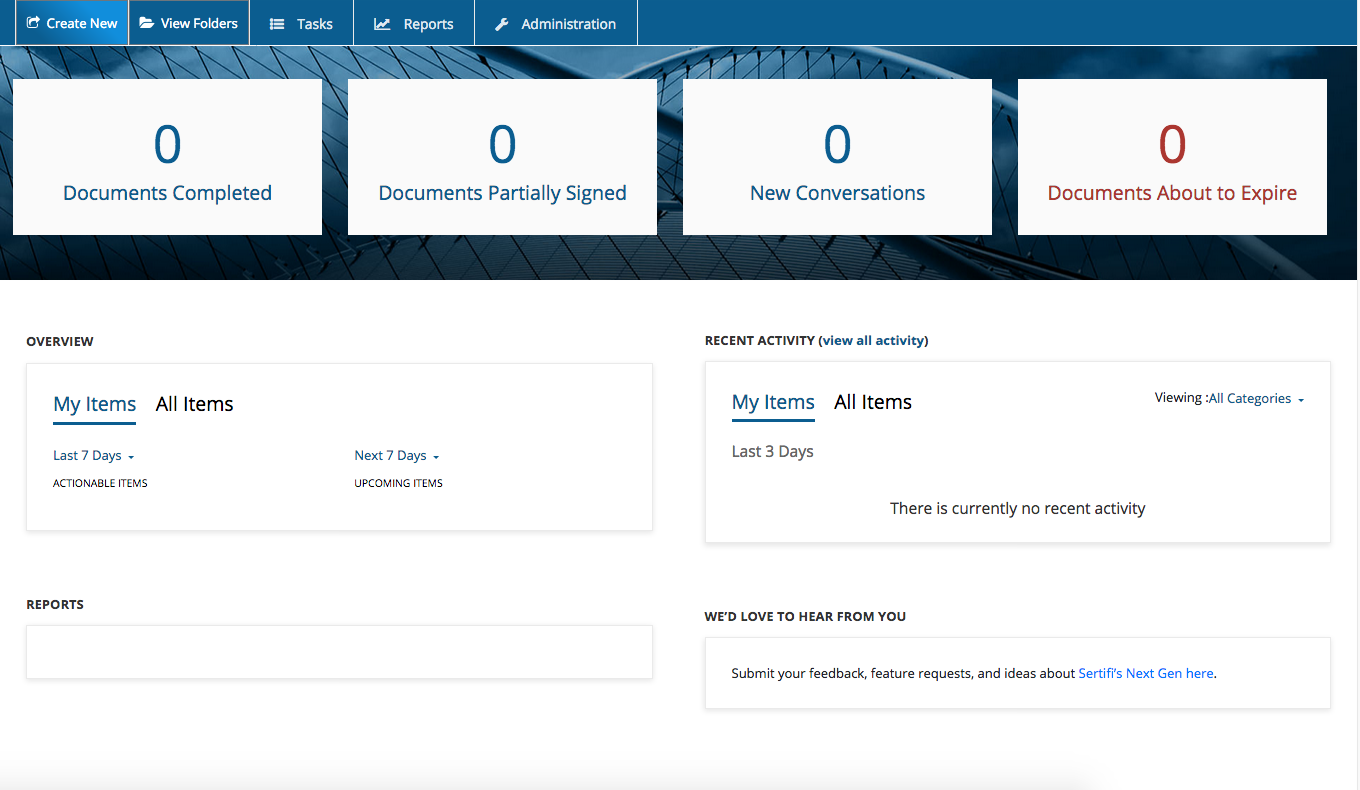 Create New
View Folders
Tasks
Reports
Administration
0
Documents Completed
0
Documents Partially Signed
0
New Conversations
0
Documents About to Expire
OVERVIEW
My Items All Items
Last 7 Days
ACTIONABLE ITEMS
Next 7 Days
UPCOMING ITEMS
RECENT ACTIVITY (view all activity)
My Items All Items
Viewing :All Categories
Last 3 Days
There is currently no recent activity
REPORTS
WE’D LOVE TO HEAR FROM YOU
Submit your feedback, feature requests, and ideas about Sertifi’s Next Gen here.